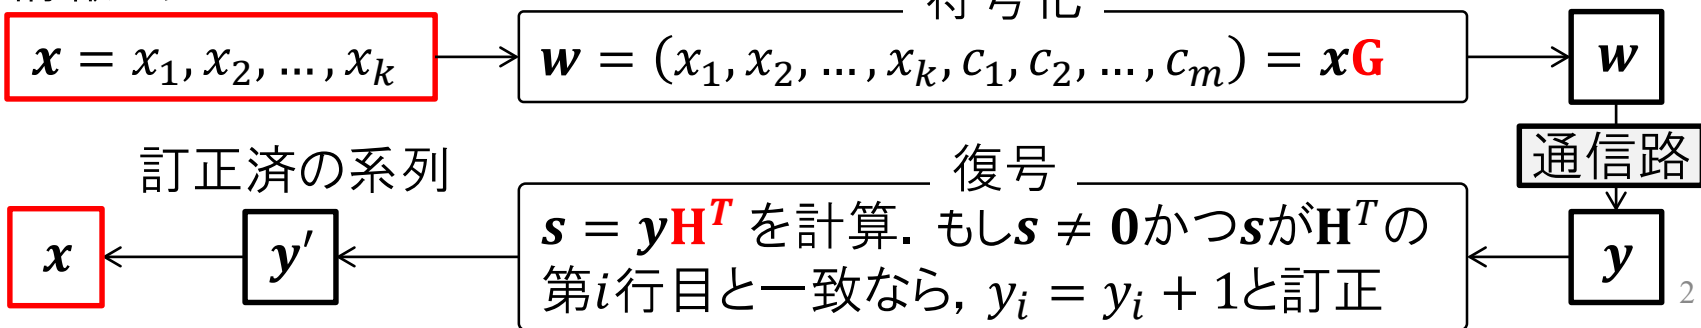 符号化
x = x₁, x₂, …, xₖ
w = (x₁, x₂, …, xₖ, c₁, c₂, …, cₘ) = xG
w
通信路
訂正済の系列
復号
x
y′
s = yHᵀ を計算．もしs ≠ 0かつsがHᵀの
第i行目と一致なら, yᵢ = yᵢ + 1と訂正
y
2